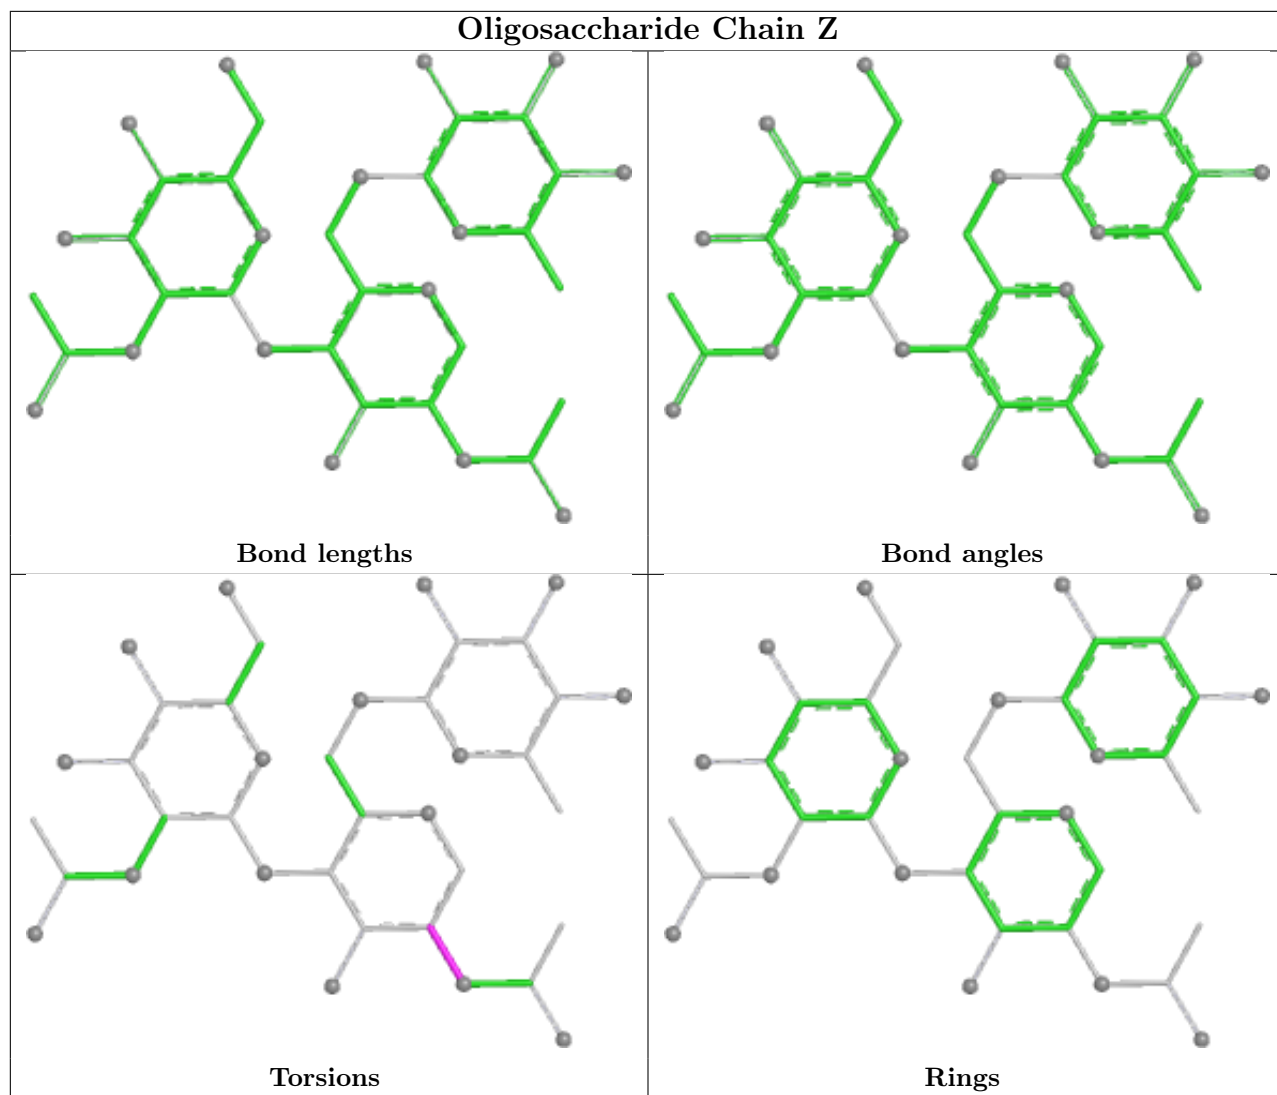 Oligosaccharide Chain Z
Bond lengths
Bond angles
Torsions
Rings